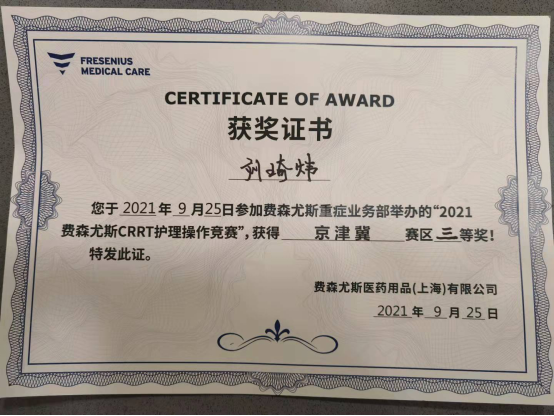 FRESENIUS
MEDICAL CARE
CERTIFICATE OF AWARD
获奖证书
刘琦炜
您于2021年9月25日参加费森尤斯重症业务部举办的“2021
费森尤斯CRRT护理操作竞赛”,获得 京津冀 赛区 三等奖!
特发此证。
费森尤斯医药用品(上海)有限公司
2021年9月25日